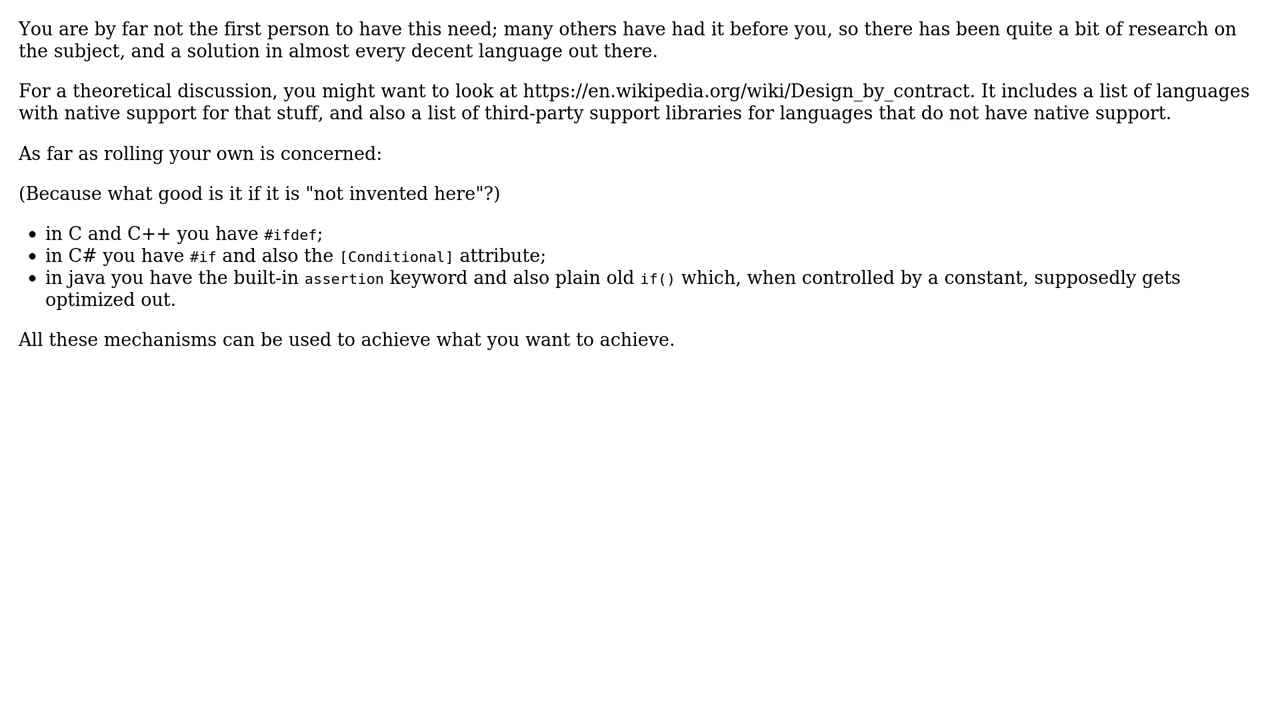 You are by far not the first person to have this need; many others have had it before you, so there has been quite a bit of research on
the subject, and a solution in almost every decent language out there.
For a theoretical discussion, you might want to look at https://en.wikipedia.org/wiki/Design_by_contract. It includes a list of languages
with native support for that stuff, and also a list of third-party support libraries for languages that do not have native support.
As far as rolling your own is concerned:
(Because what good is it if it is "not invented here"?)
• in C and C++ you have #ifdef;
• in C# you have #if and also the [Conditional] attribute;
• in java you have the built-in assertion keyword and also plain old if() which, when controlled by a constant, supposedly gets
optimized out.
All these mechanisms can be used to achieve what you want to achieve.